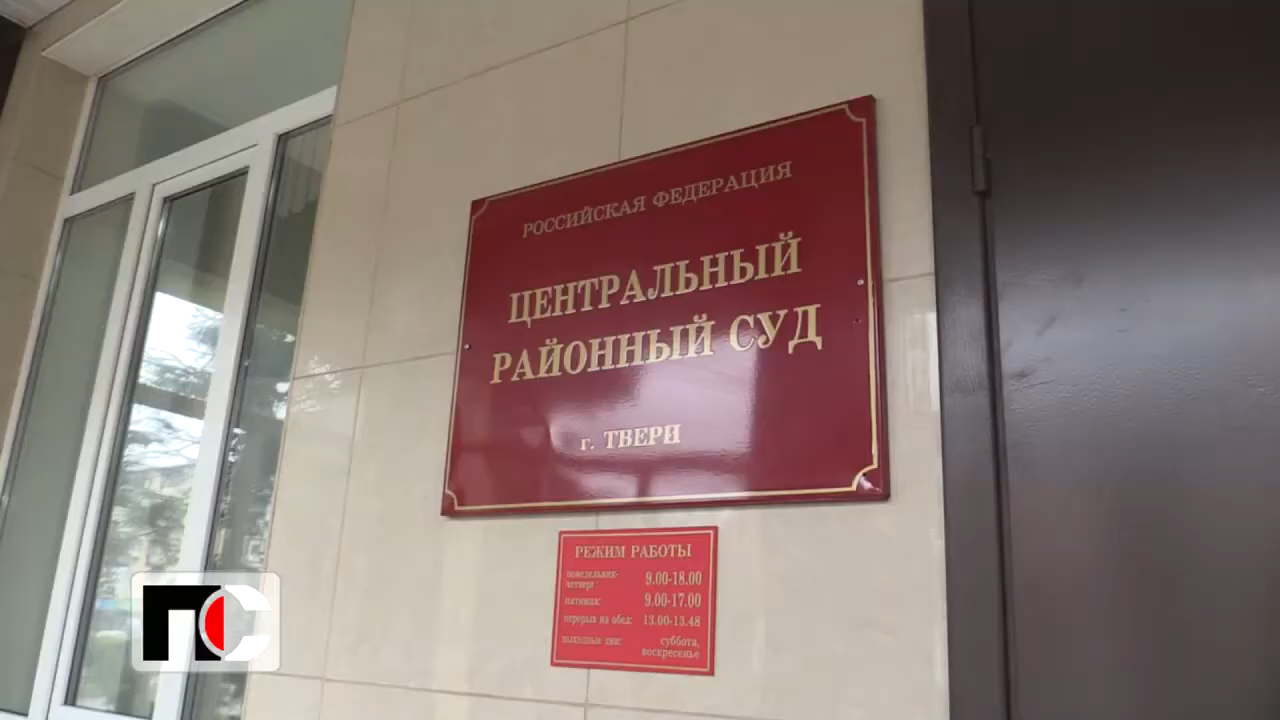 РОССИЙСКАЯ ФЕДЕРАЦИЯ
ЦЕНТРАЛЬНЫЙ
РАЙОННЫЙ СУД
г. ТВЕРИ
РЕЖИМ РАБОТЫ
понедельник-
четверг: 9.00-18.00
пятница: 9.00-17.00
перерыв на обед: 13.00-13.48
выходные дни: суббота,
воскресенье
ПС